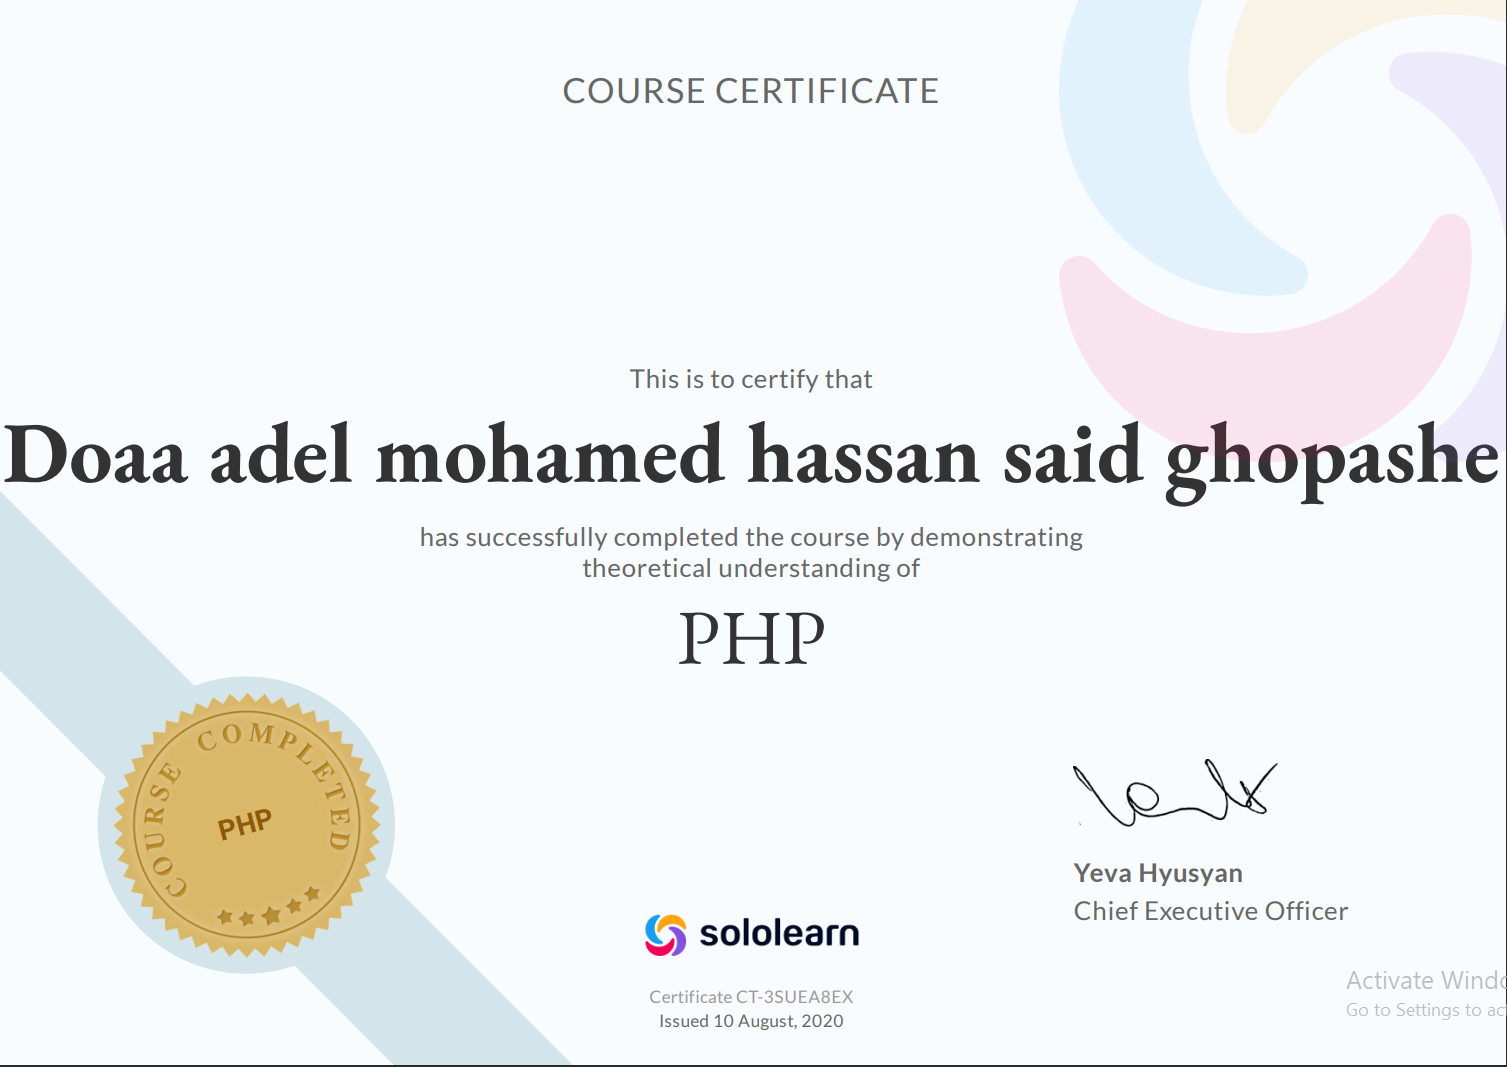 COURSE CERTIFICATE
This is to certify that
Doaa adel mohamed hassan said ghopashe
has successfully completed the course by demonstrating
theoretical understanding of
PHP
COURSE COMPLETED
PHP
Yeva Hyusyan
Chief Executive Officer
sololearn
Certificate CT-3SUEA8EX
Issued 10 August, 2020
Activate Windo
Go to Settings to ac